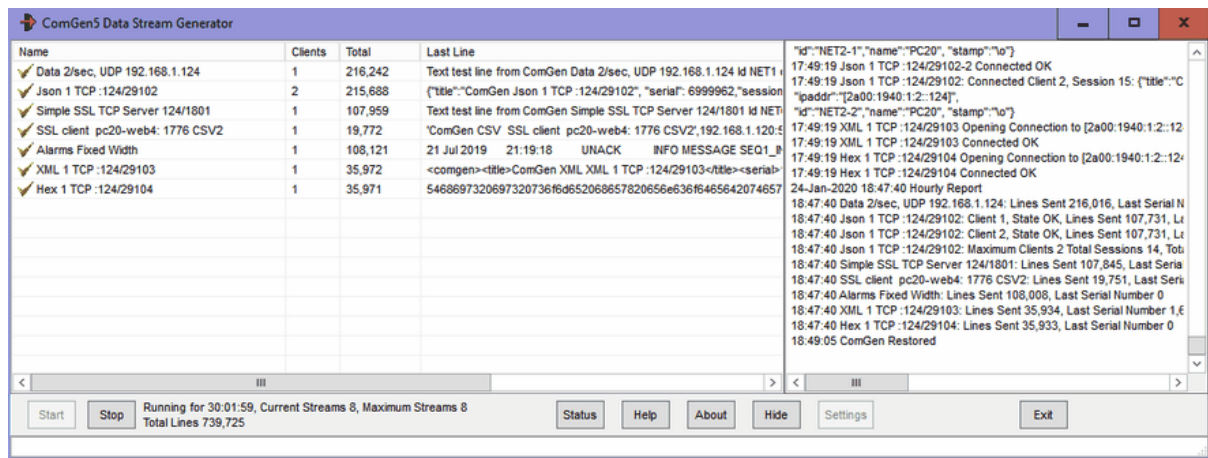 ComGen5 Data Stream Generator
Name Clients Total Last Line
Data 2/sec, UDP 192.168.1.124 1 216,242 Text test line from ComGen Data 2/sec, UDP 192.168.1.124 Id NET1
Json 1 TCP :124/29102 2 215,688 {"title":"ComGen Json 1 TCP :124/29102", "serial": 6999962,"session
Simple SSL TCP Server 124/1801 1 107,959 Text test line from ComGen Simple SSL TCP Server 124/1801 Id NET
SSL client pc20-web4: 1776 CSV2 1 19,772 'ComGen CSV SSL client pc20-web4: 1776 CSV2',192.168.1.120:5
Alarms Fixed Width 1 108,121 21 Jul 2019 21:19:18 UNACK INFO MESSAGE SEQ1_I
XML 1 TCP :124/29103 1 35,972 <comgen><title>ComGen XML XML 1 TCP :124/29103</title><serial>
Hex 1 TCP :124/29104 1 35,971 5468697320697320736f6d652068657820656e636f6465642074657
"id":"NET2-1","name":"PC20", "stamp":"\o"}
17:49:19 Json 1 TCP :124/29102-2 Connected OK
17:49:19 Json 1 TCP :124/29102: Connected Client 2, Session 15: {"title":"C
"ipaddr":"[2a00:1940:1:2::124]",
"id":"NET2-2","name":"PC20", "stamp":"\o"}
17:49:19 XML 1 TCP :124/29103 Opening Connection to [2a00:1940:1:2::12
17:49:19 XML 1 TCP :124/29103 Connected OK
17:49:19 Hex 1 TCP :124/29104 Opening Connection to [2a00:1940:1:2::12
17:49:19 Hex 1 TCP :124/29104 Connected OK
24-Jan-2020 18:47:40 Hourly Report
18:47:40 Data 2/sec, UDP 192.168.1.124: Lines Sent 216,016, Last Serial N
18:47:40 Json 1 TCP :124/29102: Client 1, State OK, Lines Sent 107,731, La
18:47:40 Json 1 TCP :124/29102: Client 2, State OK, Lines Sent 107,731, La
18:47:40 Json 1 TCP :124/29102: Maximum Clients 2 Total Sessions 14, Tot
18:47:40 Simple SSL TCP Server 124/1801: Lines Sent 107,845, Last Seria
18:47:40 SSL client pc20-web4: 1776 CSV2: Lines Sent 19,751, Last Seri
18:47:40 Alarms Fixed Width: Lines Sent 108,008, Last Serial Number 0
18:47:40 XML 1 TCP :124/29103: Lines Sent 35,934, Last Serial Number 1,6
18:47:40 Hex 1 TCP :124/29104: Lines Sent 35,933, Last Serial Number 0
18:49:05 ComGen Restored
Start Stop Running for 30:01:59, Current Streams 8, Maximum Streams 8
Total Lines 739,725
Status Help About Hide Settings Exit